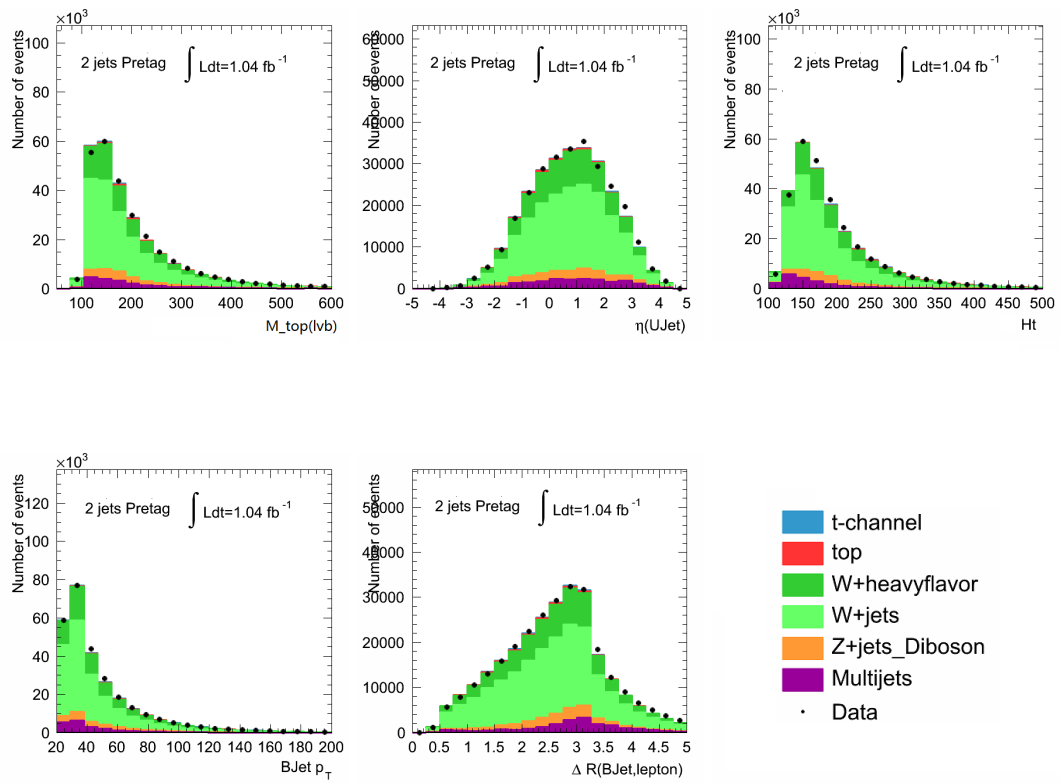 ×10³
Number of events
100
80
60
40
20
0
2 jets Pretag ∫ Ldt=1.04 fb⁻¹
100 200 300 400 500 600
M_top(lvb)
Number of events
60000
50000
40000
30000
20000
10000
0
2 jets Pretag ∫ Ldt=1.04 fb⁻¹
-5 -4 -3 -2 -1 0 1 2 3 4 5
η(UJet)
×10³
Number of events
100
80
60
40
20
0
2 jets Pretag ∫ Ldt=1.04 fb⁻¹
100 150 200 250 300 350 400 450 500
Ht
×10³
Number of events
120
100
80
60
40
20
0
2 jets Pretag ∫ Ldt=1.04 fb⁻¹
20 40 60 80 100 120 140 160 180 200
BJet p_T
Number of events
50000
40000
30000
20000
10000
0
2 jets Pretag ∫ Ldt=1.04 fb⁻¹
0 0.5 1 1.5 2 2.5 3 3.5 4 4.5 5
Δ R(BJet,lepton)
t-channel
top
W+heavyflavor
W+jets
Z+jets_Diboson
Multijets
Data